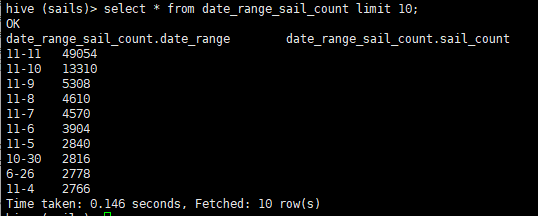 hive (sails)> select * from date_range_sail_count limit 10;
OK
date_range_sail_count.date_range date_range_sail_count.sail_count
11-11 49054
11-10 13310
11-9 5308
11-8 4610
11-7 4570
11-6 3904
11-5 2840
10-30 2816
6-26 2778
11-4 2766
Time taken: 0.146 seconds, Fetched: 10 row(s)